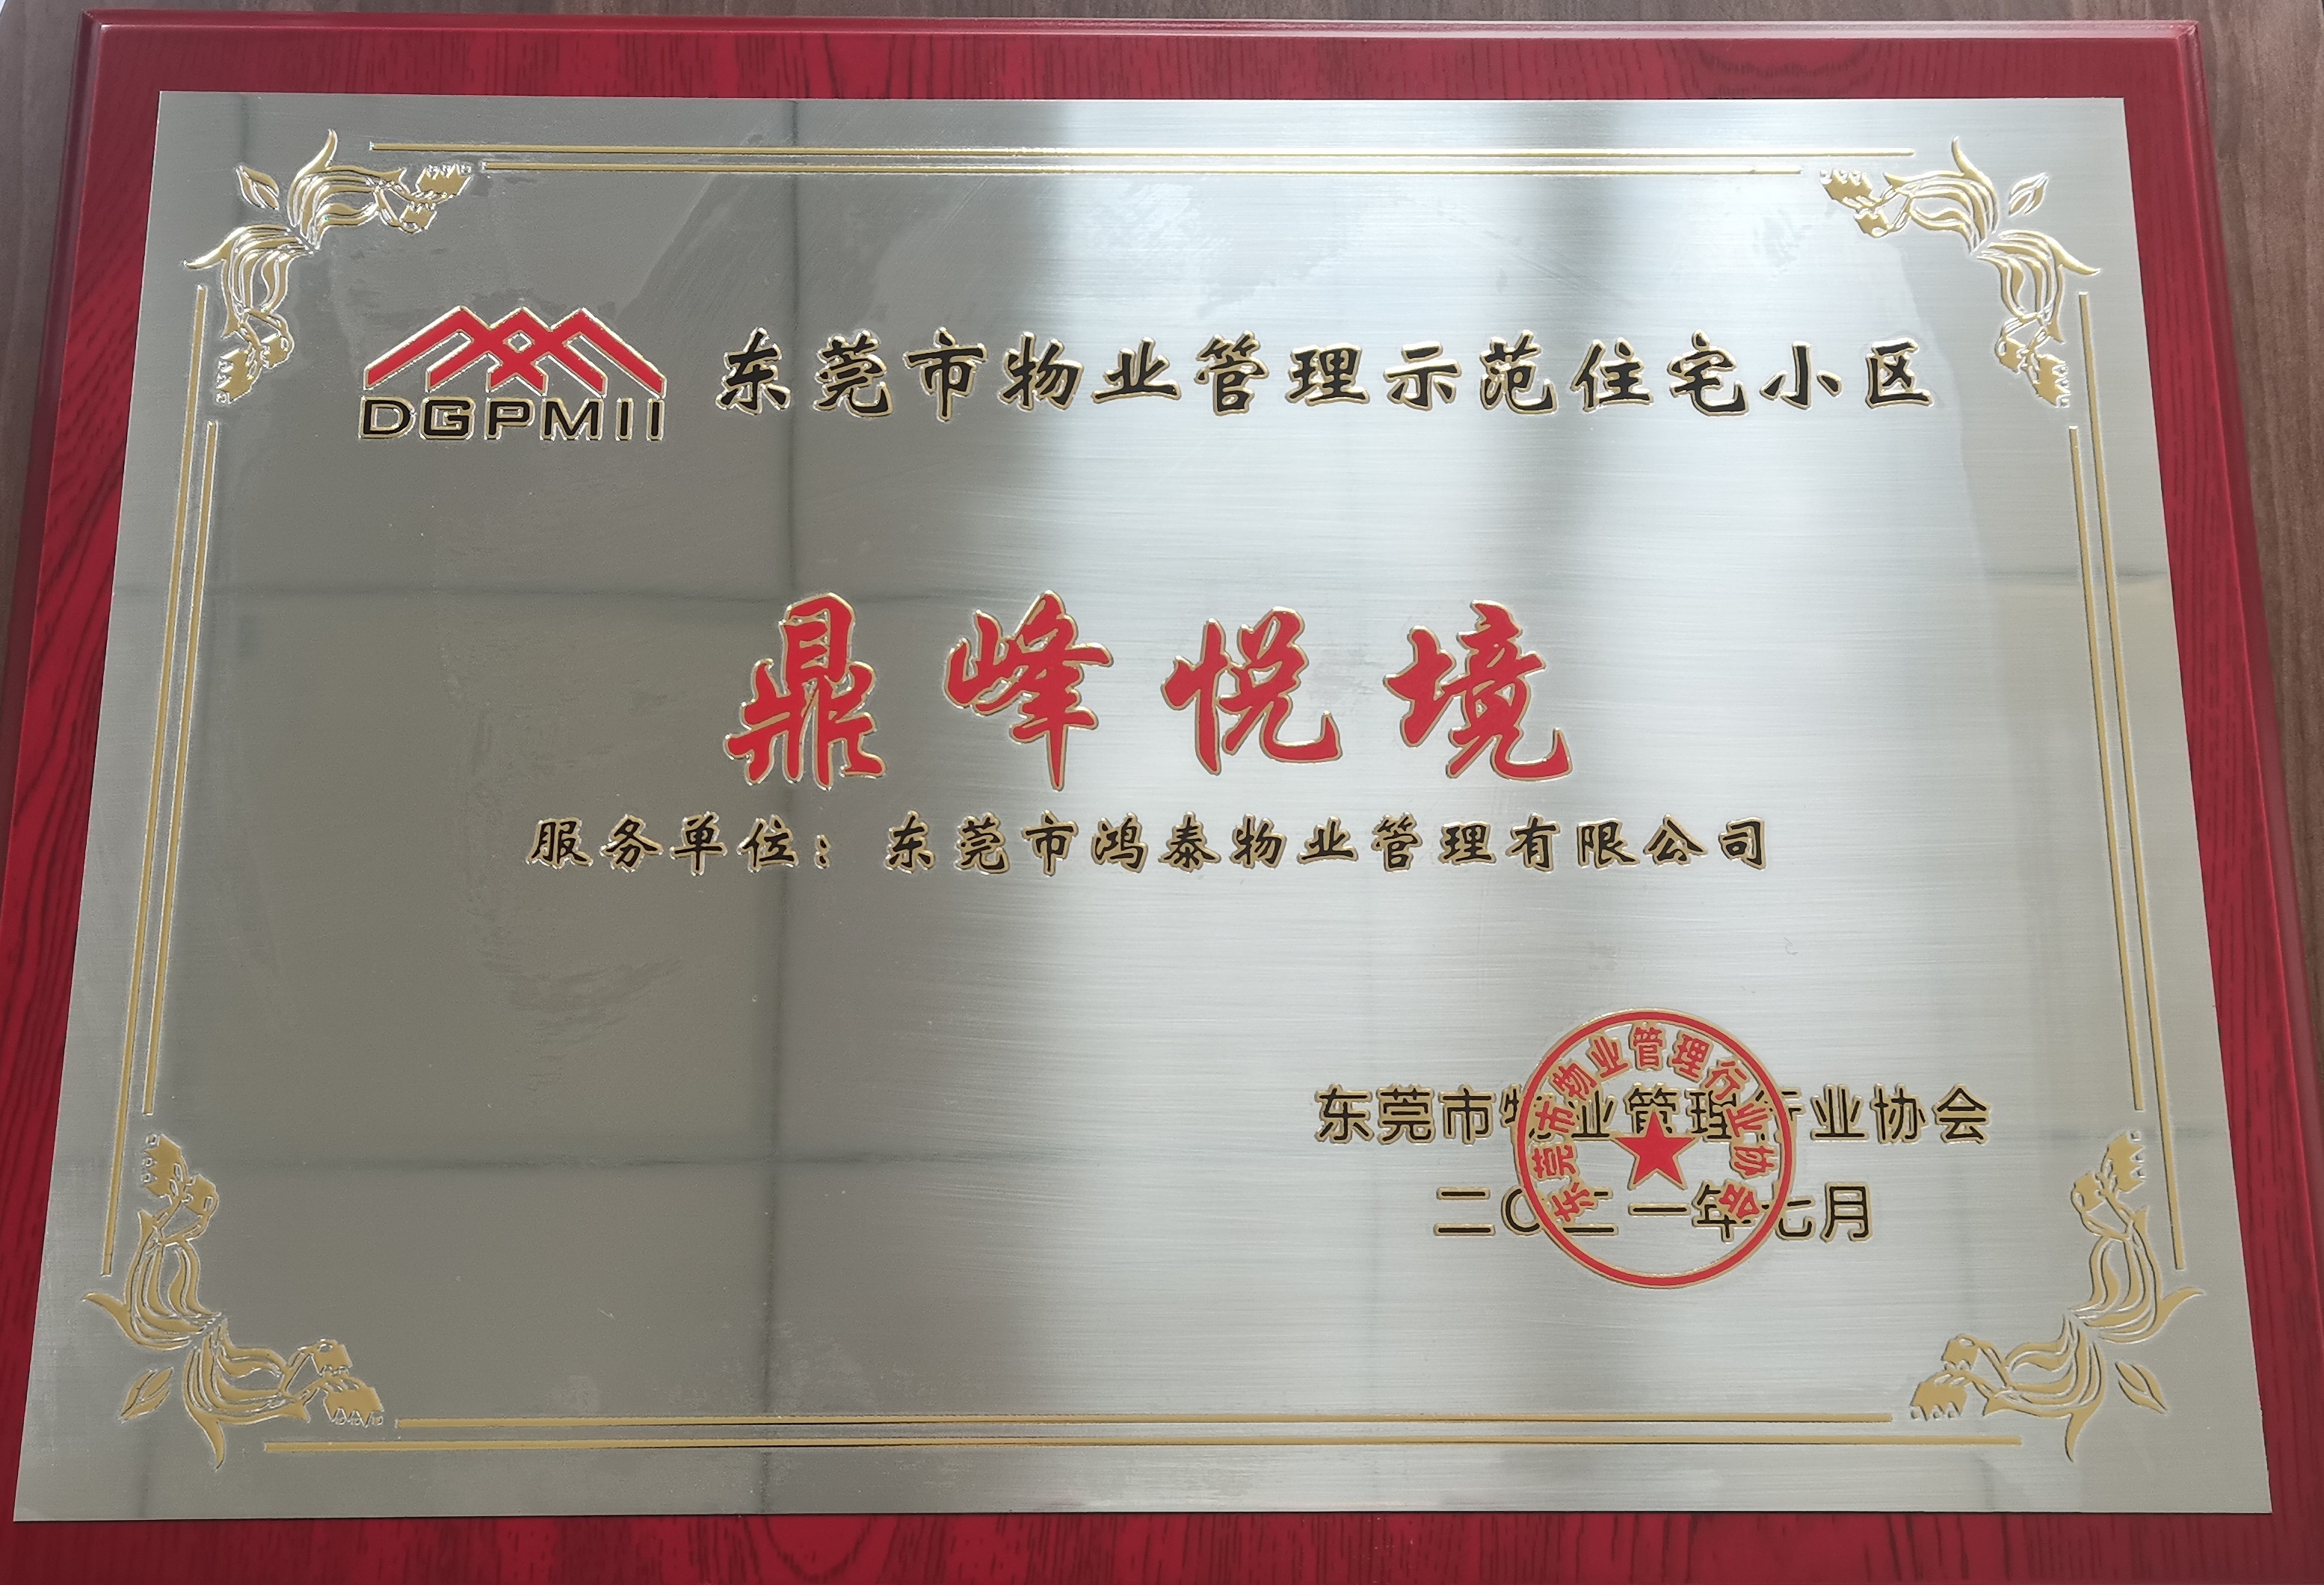 DGPMII 东莞市物业管理示范住宅小区
鼎峰悦境
服务单位：东莞市鸿泰物业管理有限公司
东莞市物业管理行业协会
二〇二一年七月
东莞市物业管理行业协会